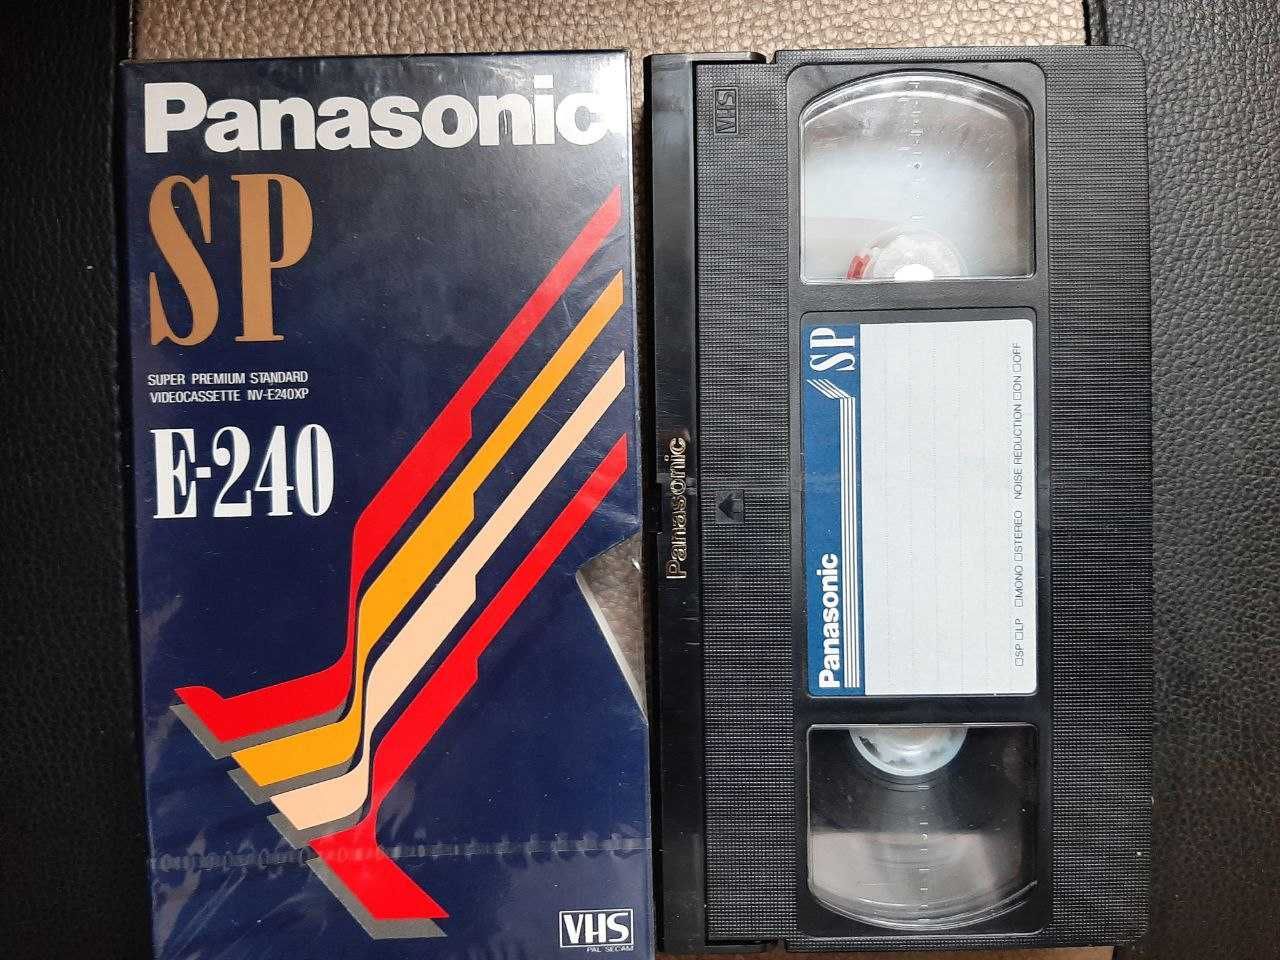 Panasonic
SP
SUPER PREMIUM STANDARD
VIDEOCASSETTE NV-E240XP
E-240
VHS
PAL SECAM
Panasonic
VHS
Panasonic
SP
□SP □LP □MONO □STEREO NOISE REDUCTION □ON □OFF